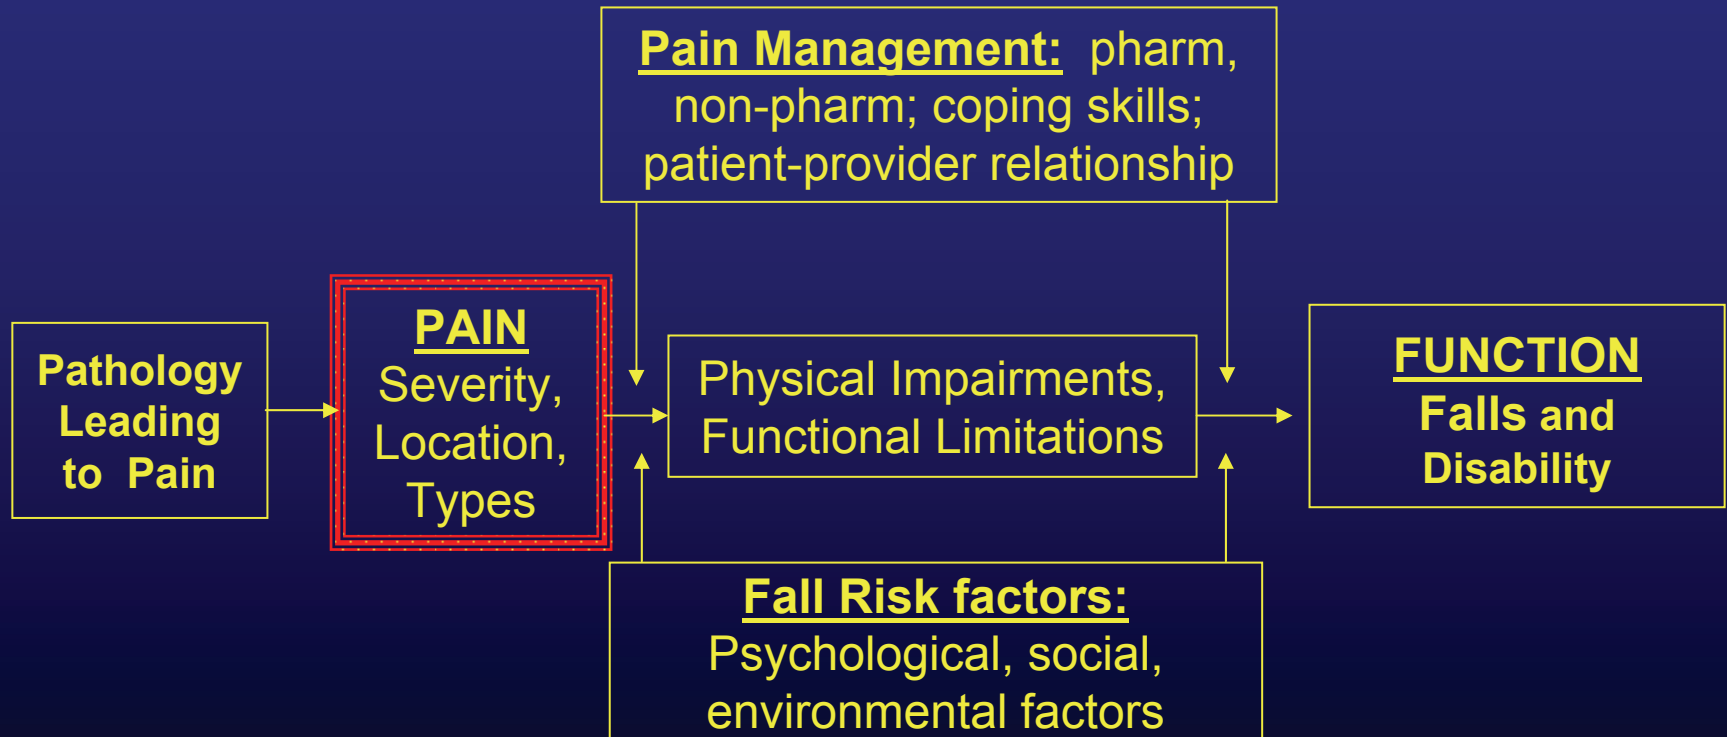 Pain Management: pharm,
non-pharm; coping skills;
patient-provider relationship
Pathology
Leading
to Pain
PAIN
Severity,
Location,
Types
Physical Impairments,
Functional Limitations
FUNCTION
Falls and
Disability
Fall Risk factors:
Psychological, social,
environmental factors